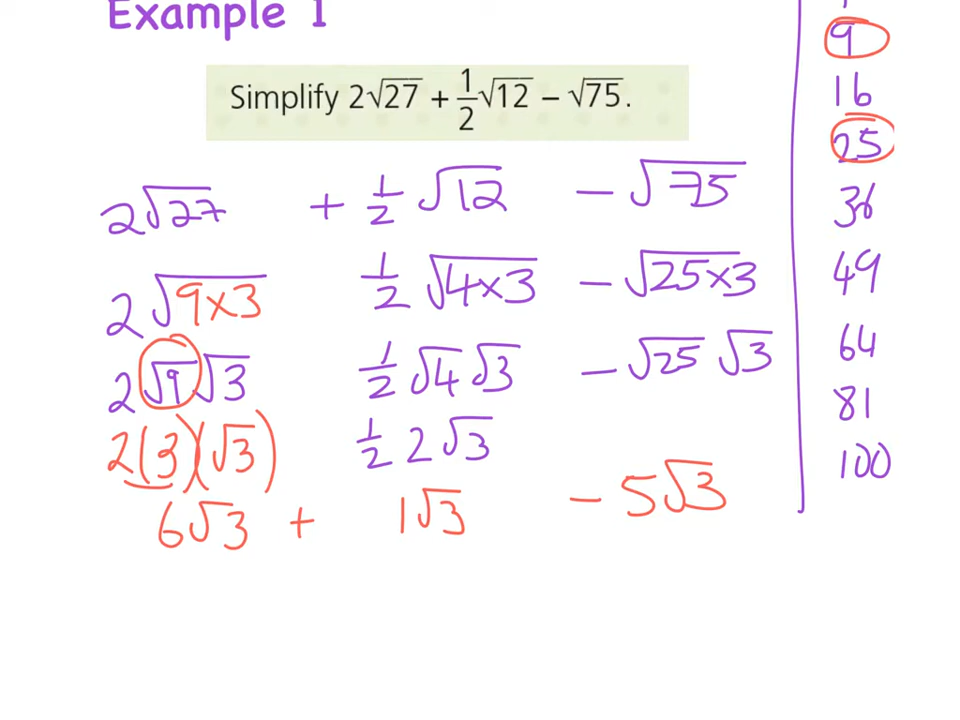 Example 1
Simplify 2√27 + 1/2 √12 − √75.
2√27 + 1/2 √12 − √75
2√9×3 1/2 √4×3 − √25×3
2√9√3 1/2 √4 √3 − √25 √3
2(3)(√3) 1/2 2√3
6√3 + 1√3 − 5√3
9
16
25
36
49
64
81
100